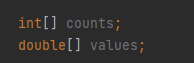 int[] counts;
double[] values;